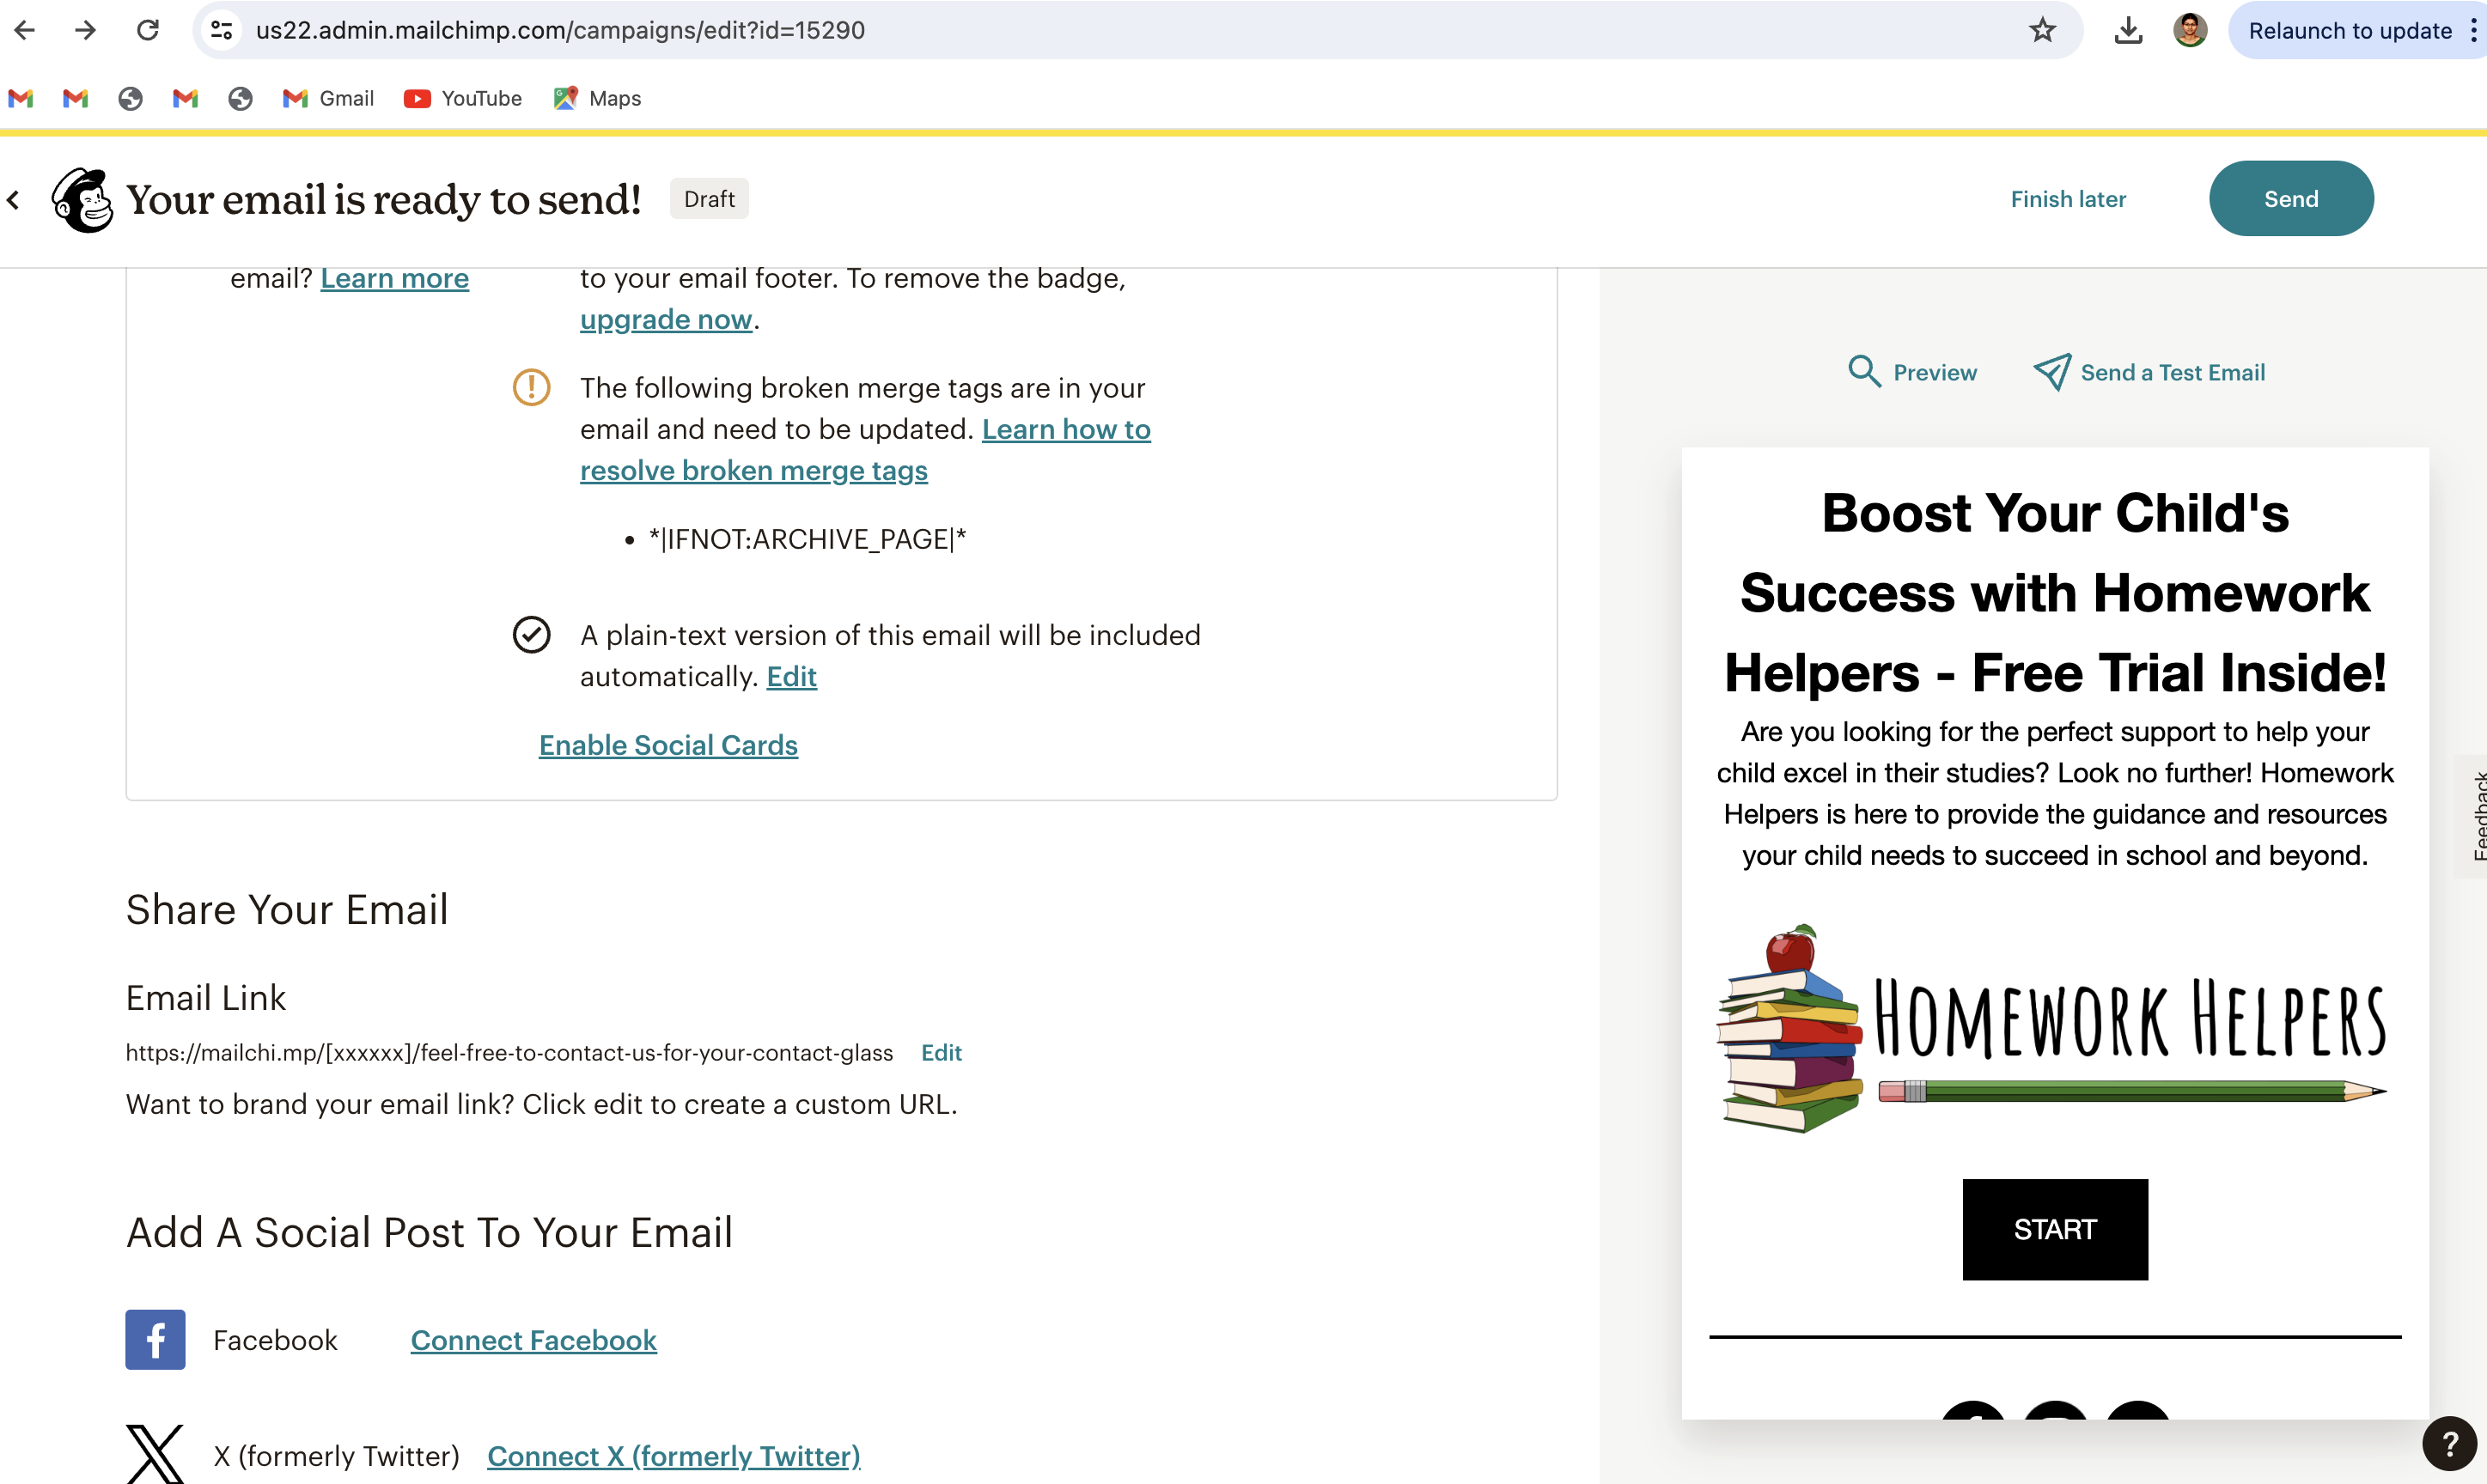 us22.admin.mailchimp.com/campaigns/edit?id=15290
Relaunch to update
Gmail
YouTube
Maps
Your email is ready to send!
Draft
Finish later
Send
email? Learn more
to your email footer. To remove the badge,
upgrade now.
The following broken merge tags are in your
email and need to be updated. Learn how to
resolve broken merge tags
• *|IFNOT:ARCHIVE_PAGE|*
A plain-text version of this email will be included
automatically. Edit
Enable Social Cards
Share Your Email
Email Link
https://mailchi.mp/[xxxxxx]/feel-free-to-contact-us-for-your-contact-glass
Edit
Want to brand your email link? Click edit to create a custom URL.
Add A Social Post To Your Email
Facebook
Connect Facebook
X (formerly Twitter)
Connect X (formerly Twitter)
Preview
Send a Test Email
Boost Your Child's
Success with Homework
Helpers - Free Trial Inside!
Are you looking for the perfect support to help your
child excel in their studies? Look no further! Homework
Helpers is here to provide the guidance and resources
your child needs to succeed in school and beyond.
HOMEWORK HELPERS
START
Feedback
?